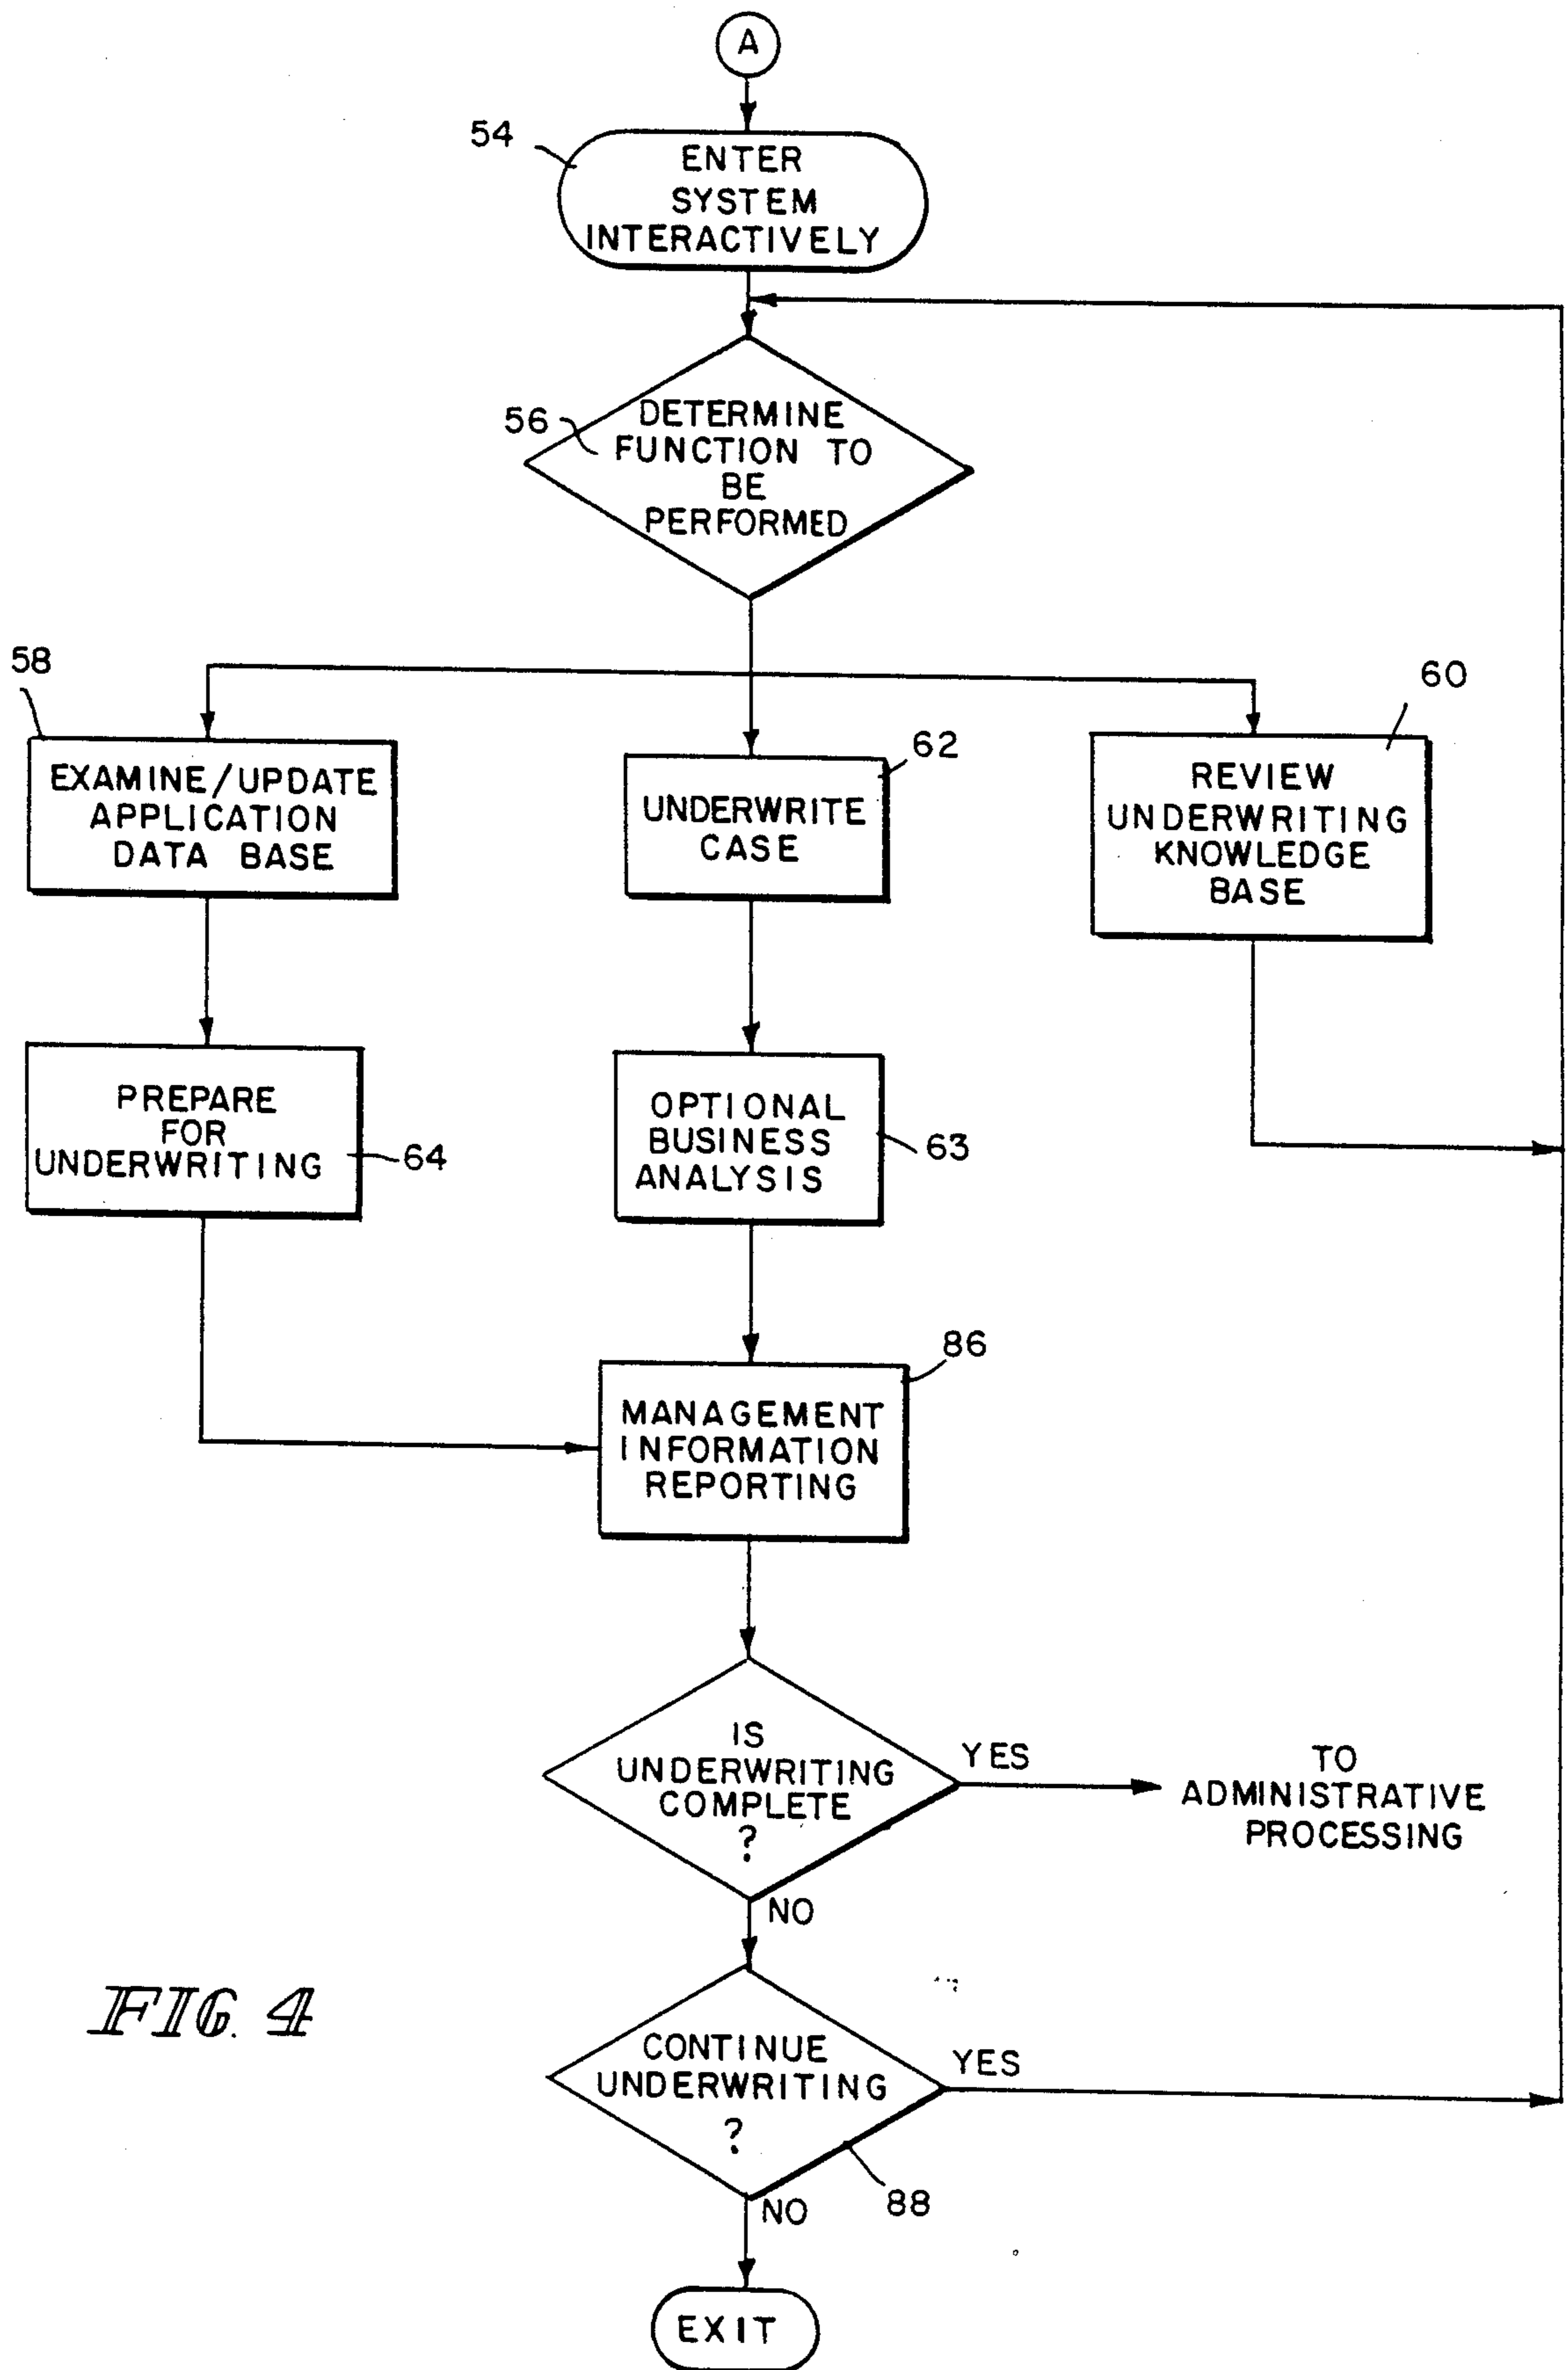 A
54
ENTER
SYSTEM
INTERACTIVELY
56
DETERMINE
FUNCTION TO
BE
PERFORMED
58
EXAMINE/UPDATE
APPLICATION
DATA BASE
62
UNDERWRITE
CASE
60
REVIEW
UNDERWRITING
KNOWLEDGE
BASE
PREPARE
FOR
UNDERWRITING
64
OPTIONAL
BUSINESS
ANALYSIS
63
86
MANAGEMENT
INFORMATION
REPORTING
IS
UNDERWRITING
COMPLETE
?
YES
TO
ADMINISTRATIVE
PROCESSING
NO
CONTINUE
UNDERWRITING
?
YES
88
NO
EXIT
FIG. 4